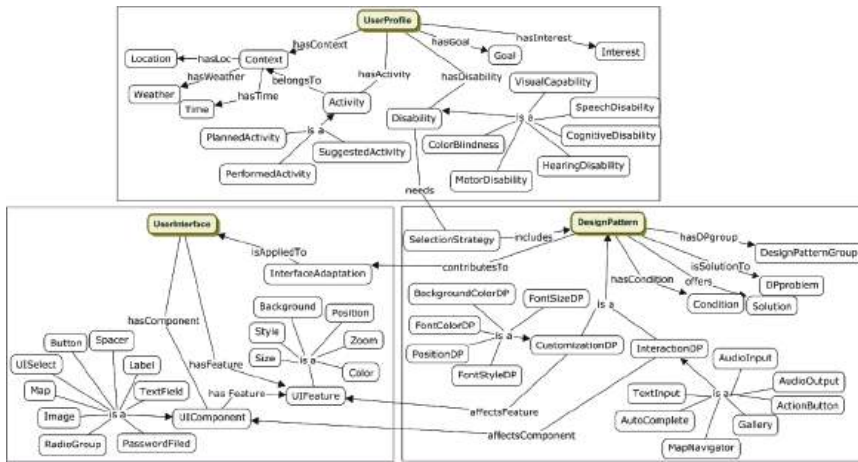 UserProfile
hasContext
hasGoal
hasInterest
Location
hasLoc
Context
Goal
Interest
hasWeather
belongsTo
hasActivity
hasDisability
VisualCapability
Weather
hasTime
Time
Activity
Disability
SpeechDisability
is a
is a
PlannedActivity
SuggestedActivity
ColorBlindness
CognitiveDisability
PerformedActivity
MotorDisability
HearingDisability
needs
UserInterface
DesignPattern
SelectionStrategy
includes
hasDPgroup
isAppliedTo
DesignPatternGroup
InterfaceAdaptation
contributesTo
isSolutionTo
hasCondition
offers
DPproblem
Condition
Solution
Background
Position
BackgroundColorDP
FontSizeDP
is a
hasComponent
Style
Zoom
FontColorDP
is a
CustomizationDP
InteractionDP
AudioInput
Button
Spacer
Size
is a
Color
PositionDP
UISelect
Label
hasFeature
FontStyleDP
AudioOutput
Map
TextField
has Feature
UIFeature
TextInput
is a
ActionButton
Image
is a
UIComponent
affectsFeature
AutoComplete
Gallery
RadioGroup
PasswordFiled
affectsComponent
MapNavigator